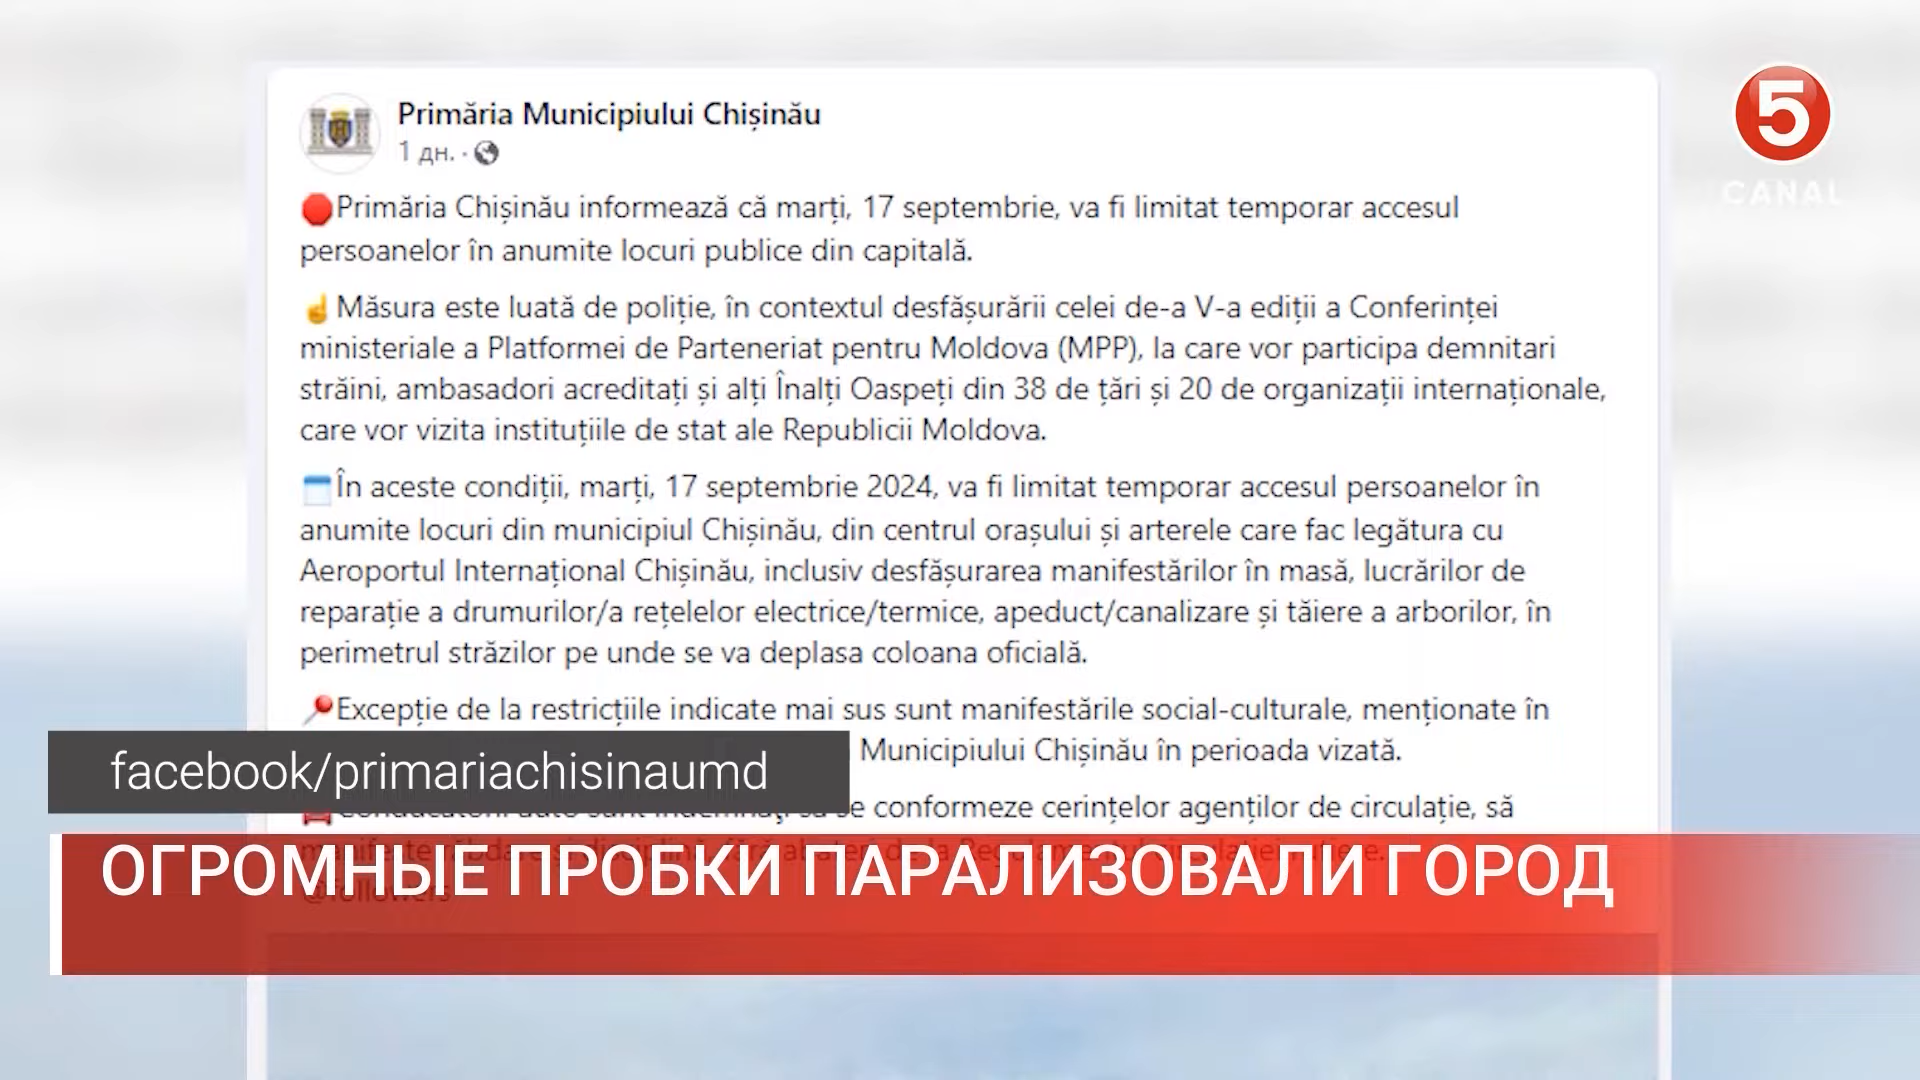 Primăria Municipiului Chișinău
1 дн. ·
Primăria Chișinău informează că marți, 17 septembrie, va fi limitat temporar accesul
persoanelor în anumite locuri publice din capitală.
Măsura este luată de poliție, în contextul desfășurării celei de-a V-a ediții a Conferinței
ministeriale a Platformei de Parteneriat pentru Moldova (MPP), la care vor participa demnitari
străini, ambasadori acreditați și alți Înalți Oaspeți din 38 de țări și 20 de organizații internaționale,
care vor vizita instituțiile de stat ale Republicii Moldova.
În aceste condiții, marți, 17 septembrie 2024, va fi limitat temporar accesul persoanelor în
anumite locuri din municipiul Chișinău, din centrul orașului și arterele care fac legătura cu
Aeroportul Internațional Chișinău, inclusiv desfășurarea manifestărilor în masă, lucrărilor de
reparație a drumurilor/a rețelelor electrice/termice, apeduct/canalizare și tăiere a arborilor, în
perimetrul străzilor pe unde se va deplasa coloana oficială.
Excepție de la restricțiile indicate mai sus sunt manifestările social-culturale, menționate în
Municipiului Chișinău în perioada vizată.
conformeze cerințelor agenților de circulație, să
@followers
facebook/primariachisinaumd
ОГРОМНЫЕ ПРОБКИ ПАРАЛИЗОВАЛИ ГОРОД
5
CANAL